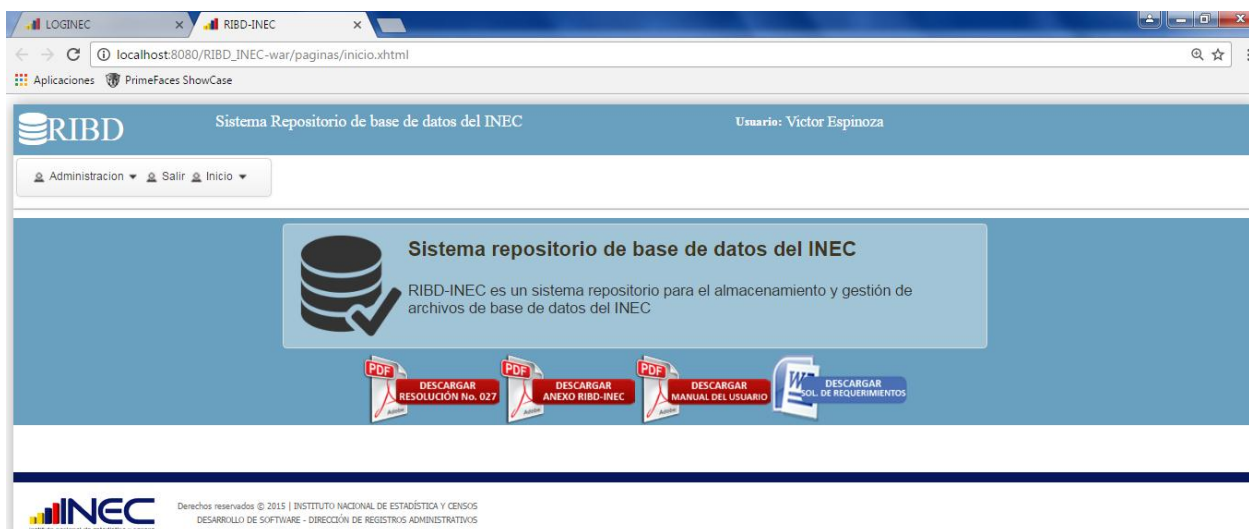 LOGINEC
RIBD-INEC
localhost:8080/RIBD_INEC-war/paginas/inicio.xhtml
Aplicaciones PrimeFaces ShowCase
RIBD
Sistema Repositorio de base de datos del INEC
Usuario: Victor Espinoza
Administracion Salir Inicio
Sistema repositorio de base de datos del INEC
RIBD-INEC es un sistema repositorio para el almacenamiento y gestión de
archivos de base de datos del INEC
PDF
DESCARGAR
RESOLUCIÓN No. 027
Adobe
PDF
DESCARGAR
ANEXO RIBD-INEC
Adobe
PDF
DESCARGAR
MANUAL DEL USUARIO
Adobe
W
DESCARGAR
SOL. DE REQUERIMIENTOS
INEC
Derechos reservados © 2015 | INSTITUTO NACIONAL DE ESTADÍSTICA Y CENSOS
DESARROLLO DE SOFTWARE - DIRECCIÓN DE REGISTROS ADMINISTRATIVOS